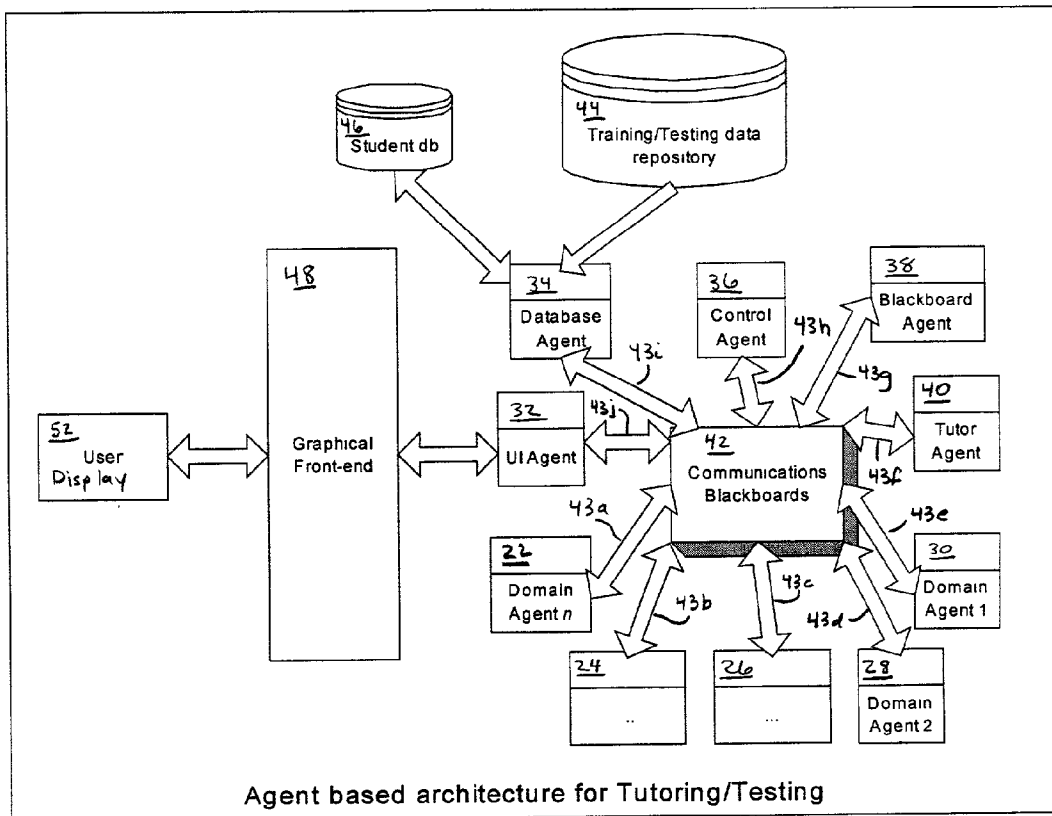 46
Student db
44
Training/Testing data
repository
48
Graphical
Front-end
34
Database
Agent
36
Control
Agent
38
Blackboard
Agent
43h
43i
43g
52
User
Display
32
UI Agent
43j
42
Communications
Blackboards
40
Tutor
Agent
43f
43a
43e
22
Domain
Agent n
43b
43c
43d
30
Domain
Agent 1
24
..
26
...
28
Domain
Agent 2
Agent based architecture for Tutoring/Testing